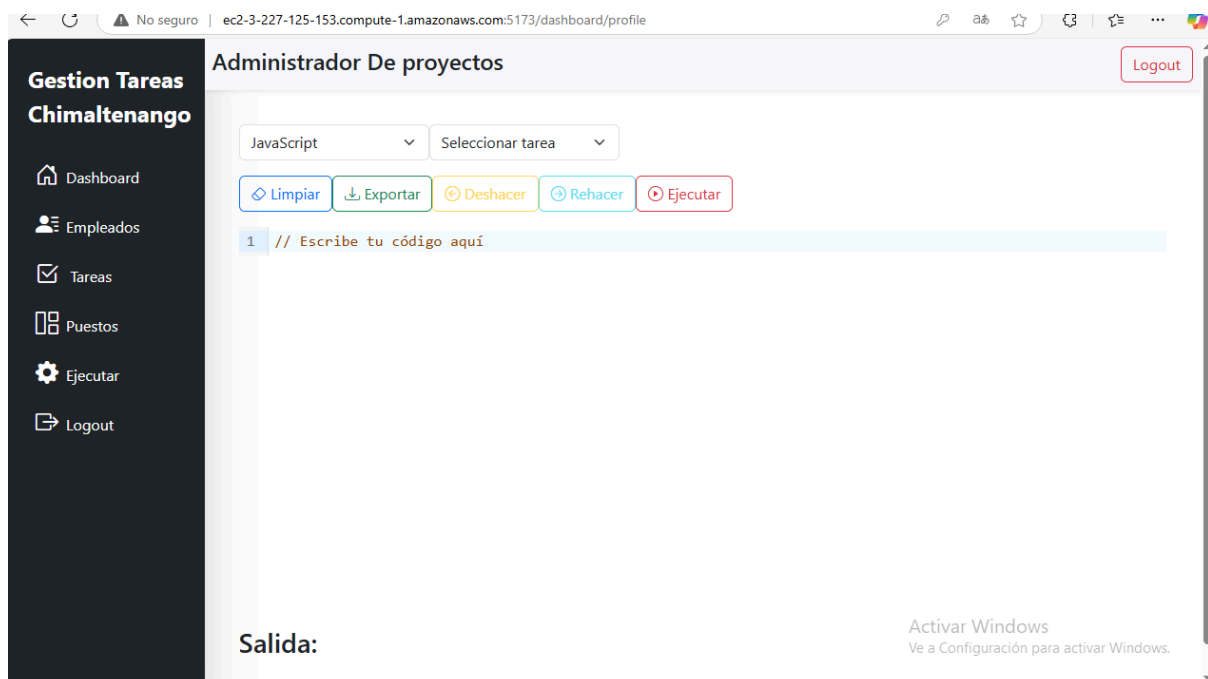 No seguro | ec2-3-227-125-153.compute-1.amazonaws.com:5173/dashboard/profile
Gestion Tareas
Chimaltenango
Dashboard
Empleados
Tareas
Puestos
Ejecutar
Logout
Administrador De proyectos
Logout
JavaScript
Seleccionar tarea
Limpiar
Exportar
Deshacer
Rehacer
Ejecutar
1 // Escribe tu código aquí
Salida:
Activar Windows
Ve a Configuración para activar Windows.